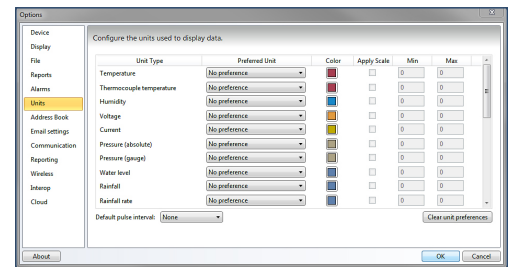 Options
Device
Display
File
Reports
Alarms
Units
Address Book
Email settings
Communication
Reporting
Wireless
Interop
Cloud
Configure the units used to display data.
Unit Type Preferred Unit Color Apply Scale Min Max
Temperature No preference 0 0
Thermocouple temperature No preference 0 0
Humidity No preference 0 0
Voltage No preference 0 0
Current No preference 0 0
Pressure (absolute) No preference 0 0
Pressure (gauge) No preference 0 0
Water level No preference 0 0
Rainfall No preference 0 0
Rainfall rate No preference 0 0
Default pulse interval: None Clear unit preferences
About OK Cancel